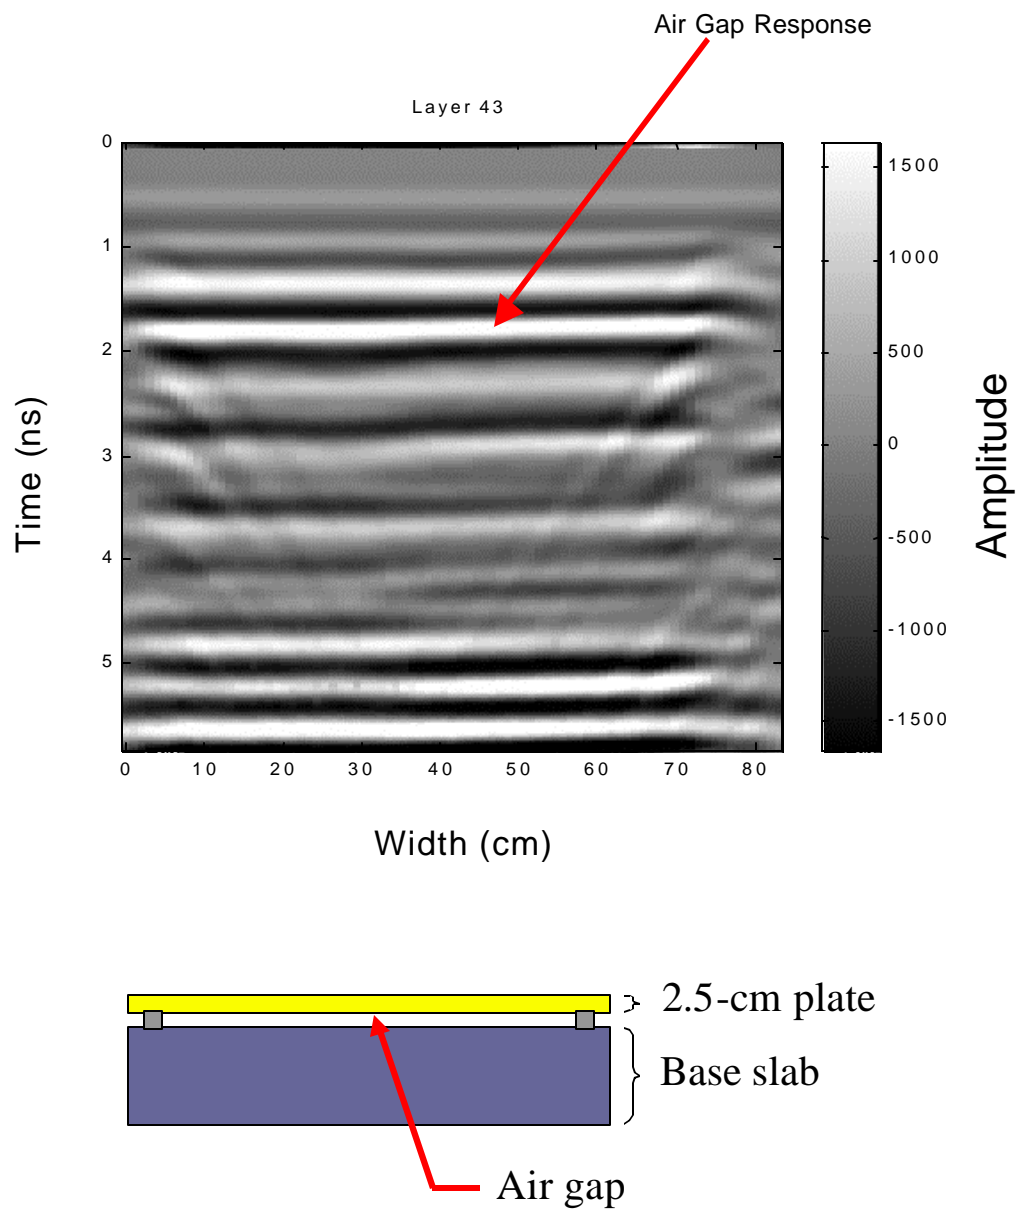 Air Gap Response
Layer 43
0
1
2
3
4
5
Time (ns)
0 10 20 30 40 50 60 70 80
Width (cm)
1500
1000
500
0
-500
-1000
-1500
Amplitude
2.5-cm plate
Base slab
Air gap